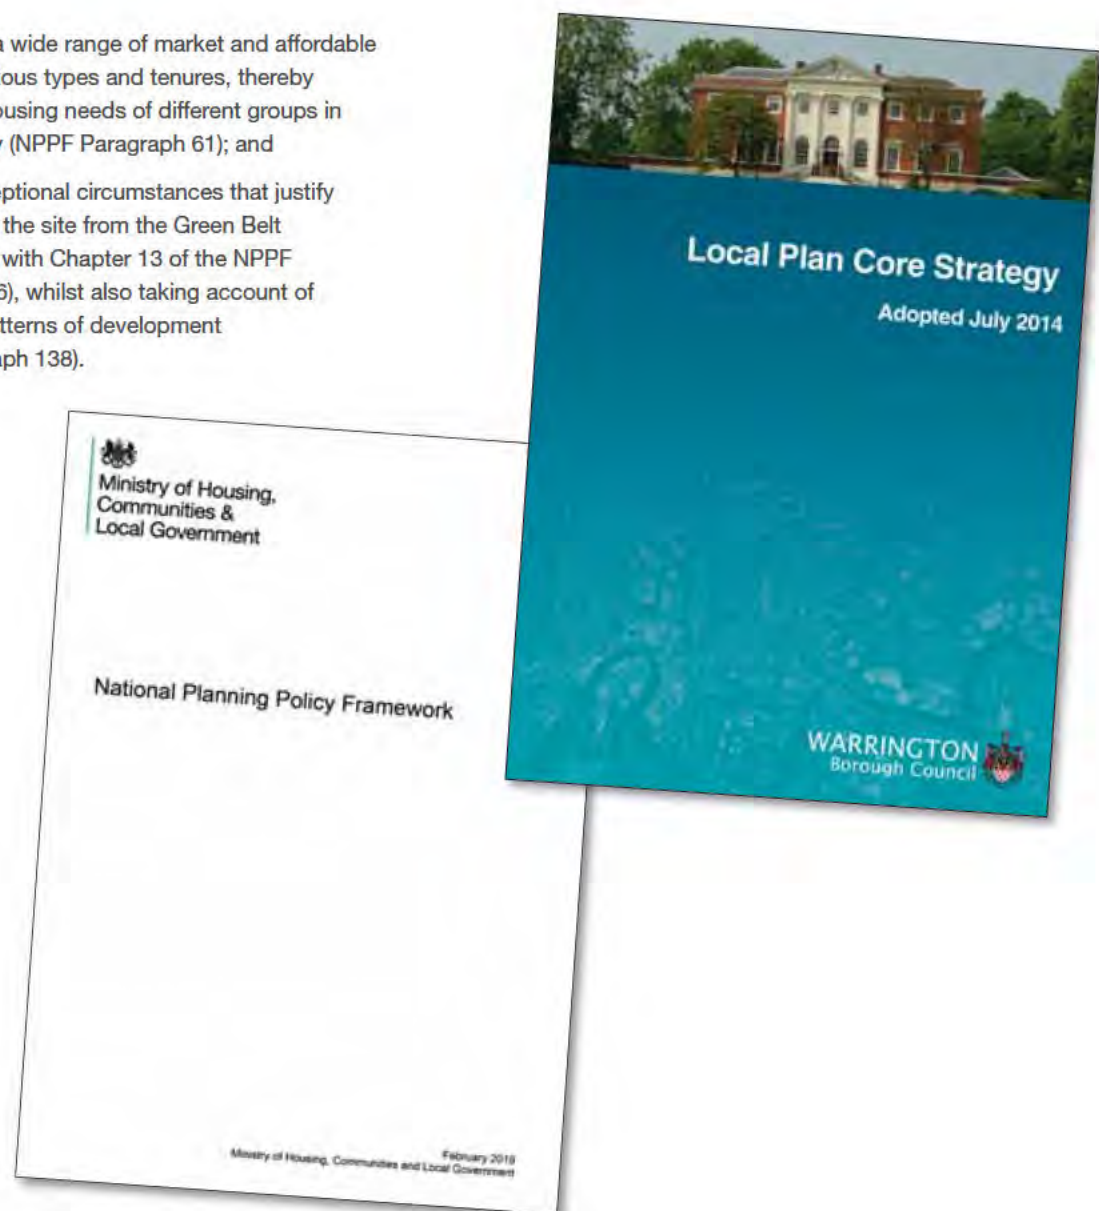 a wide range of market and affordable
ious types and tenures, thereby
ousing needs of different groups in
y (NPPF Paragraph 61); and
eptional circumstances that justify
the site from the Green Belt
with Chapter 13 of the NPPF
6), whilst also taking account of
tterns of development
aph 138).
Local Plan Core Strategy
Adopted July 2014
WARRINGTON
Borough Council
Ministry of Housing,
Communities &
Local Government
National Planning Policy Framework
February 2019
Ministry of Housing, Communities and Local Government